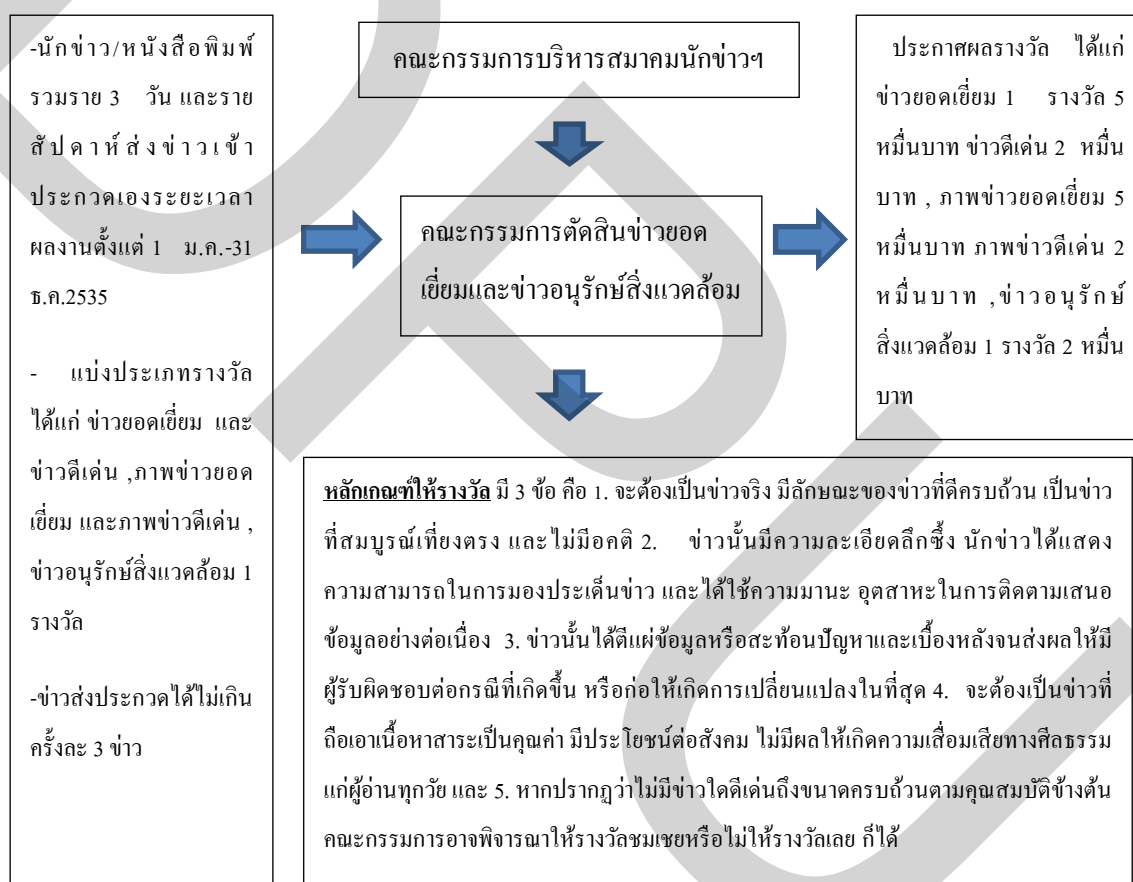 -นักข่าว/หนังสือพิมพ์
รวมราย 3 วัน และราย
สัปดาห์ส่งข่าวเข้า
ประกวดเองระยะเวลา
ผลงานตั้งแต่ 1 ม.ค.-31
ธ.ค.2535
- แบ่งประเภทรางวัล
ได้แก่ ข่าวยอดเยี่ยม และ
ข่าวดีเด่น ,ภาพข่าวยอด
เยี่ยม และภาพข่าวดีเด่น ,
ข่าวอนุรักษ์สิ่งแวดล้อม 1
รางวัล
-ข่าวส่งประกวดได้ไม่เกิน
ครั้งละ 3 ข่าว
คณะกรรมการบริหารสมาคมนักข่าวฯ
คณะกรรมการตัดสินข่าวยอด
เยี่ยมและข่าวอนุรักษ์สิ่งแวดล้อม
ประกาศผลรางวัล ได้แก่
ข่าวยอดเยี่ยม 1 รางวัล 5
หมื่นบาท ข่าวดีเด่น 2 หมื่น
บาท , ภาพข่าวยอดเยี่ยม 5
หมื่นบาท ภาพข่าวดีเด่น 2
หมื่นบาท ,ข่าวอนุรักษ์
สิ่งแวดล้อม 1 รางวัล 2 หมื่น
บาท
หลักเกณฑ์ให้รางวัล มี 3 ข้อ คือ 1. จะต้องเป็นข่าวจริง มีลักษณะของข่าวที่ดีครบถ้วน เป็นข่าว
ที่สมบูรณ์เที่ยงตรง และไม่มีอคติ 2. ข่าวนั้นมีความละเอียดลึกซึ้ง นักข่าวได้แสดง
ความสามารถในการมองประเด็นข่าว และได้ใช้ความมานะ อุตสาหะในการติดตามเสนอ
ข้อมูลอย่างต่อเนื่อง 3. ข่าวนั้นได้ตีแผ่ข้อมูลหรือสะท้อนปัญหาและเบื้องหลังจนส่งผลให้มี
ผู้รับผิดชอบต่อกรณีที่เกิดขึ้น หรือก่อให้เกิดการเปลี่ยนแปลงในที่สุด 4. จะต้องเป็นข่าวที่
ถือเอาเนื้อหาสาระเป็นคุณค่า มีประโยชน์ต่อสังคม ไม่มีผลให้เกิดความเสื่อมเสียทางศีลธรรม
แก่ผู้อ่านทุกวัย และ 5. หากปรากฏว่าไม่มีข่าวใดดีเด่นถึงขนาดครบถ้วนตามคุณสมบัติข้างต้น
คณะกรรมการอาจพิจารณาให้รางวัลชมเชยหรือไม่ให้รางวัลเลย ก็ได้